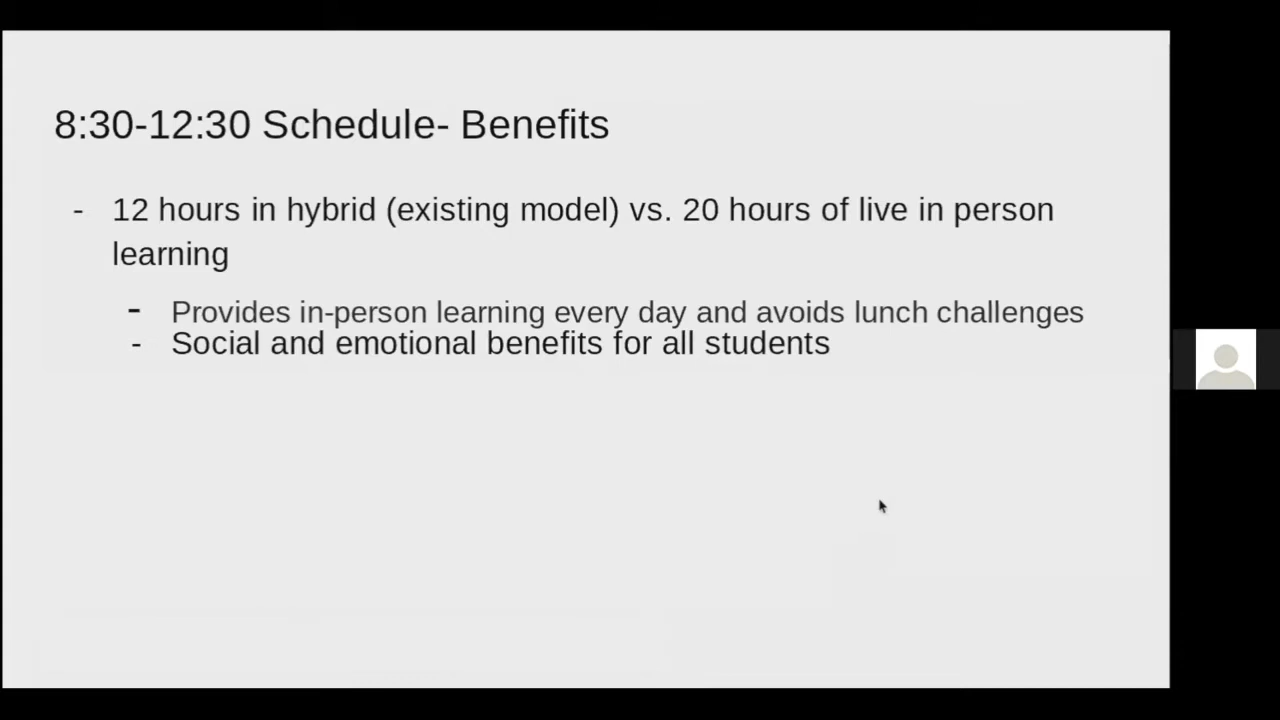 8:30-12:30 Schedule- Benefits
- 12 hours in hybrid (existing model) vs. 20 hours of live in person
learning
- Provides in-person learning every day and avoids lunch challenges
- Social and emotional benefits for all students